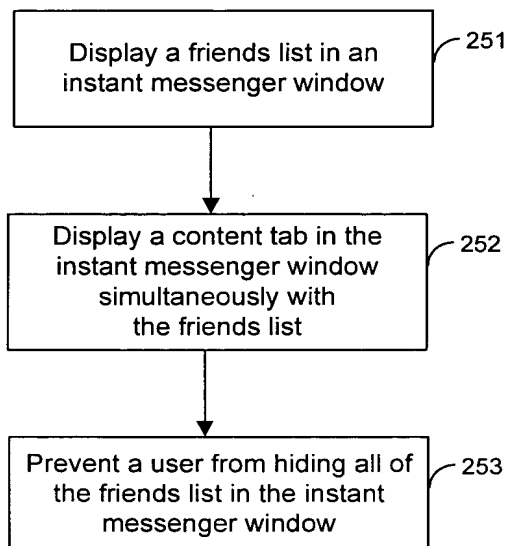 Display a friends list in an
instant messenger window
251
Display a content tab in the
instant messenger window
simultaneously with
the friends list
252
Prevent a user from hiding all of
the friends list in the instant
messenger window
253